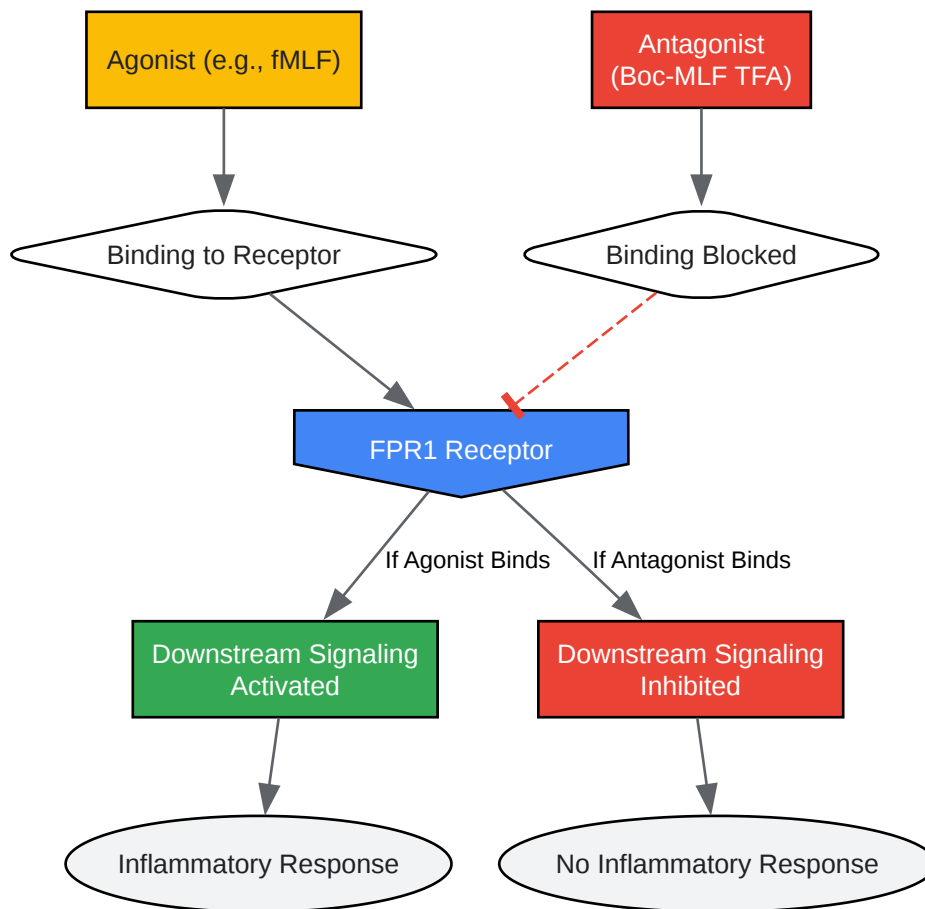 Agonist (e.g., fMLF)
Antagonist
(Boc-MLF TFA)
Binding to Receptor
Binding Blocked
FPR1 Receptor
If Agonist Binds
If Antagonist Binds
Downstream Signaling
Activated
Downstream Signaling
Inhibited
Inflammatory Response
No Inflammatory Response